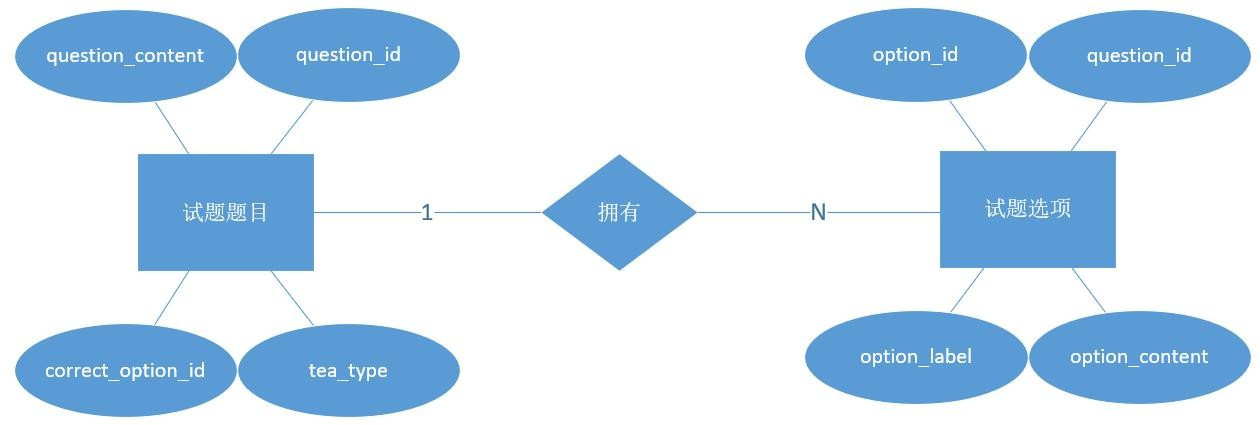 question_content
question_id
option_id
question_id
试题题目
1
拥有
N
试题选项
correct_option_id
tea_type
option_label
option_content